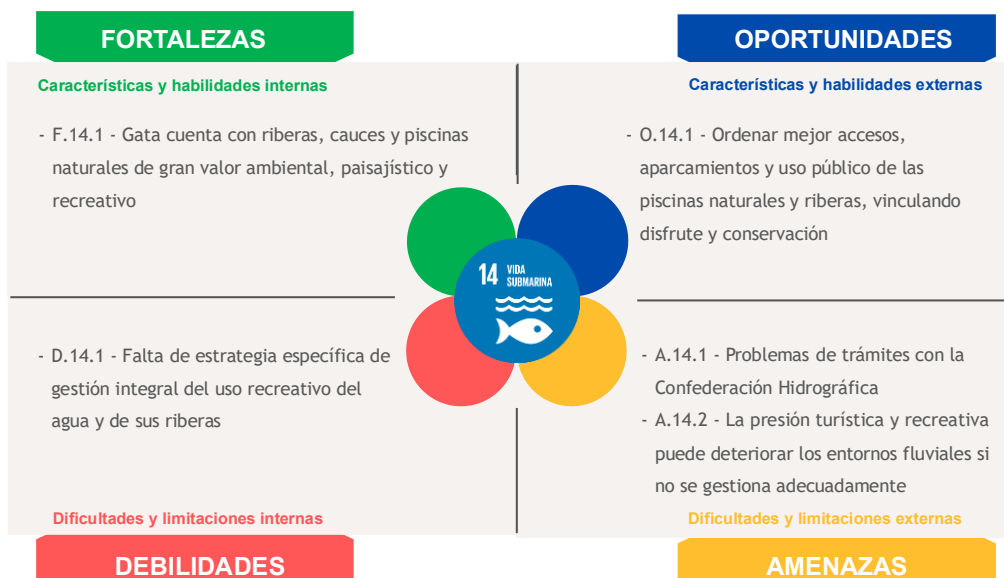 FORTALEZAS
Características y habilidades internas
- F.14.1 - Gata cuenta con riberas, cauces y piscinas
naturales de gran valor ambiental, paisajístico y
recreativo
OPORTUNIDADES
Características y habilidades externas
- O.14.1 - Ordenar mejor accesos,
aparcamientos y uso público de las
piscinas naturales y riberas, vinculando
disfrute y conservación
14 VIDA
SUBMARINA
- D.14.1 - Falta de estrategia específica de
gestión integral del uso recreativo del
agua y de sus riberas
Dificultades y limitaciones internas
DEBILIDADES
- A.14.1 - Problemas de trámites con la
Confederación Hidrográfica
- A.14.2 - La presión turística y recreativa
puede deteriorar los entornos fluviales si
no se gestiona adecuadamente
Dificultades y limitaciones externas
AMENAZAS